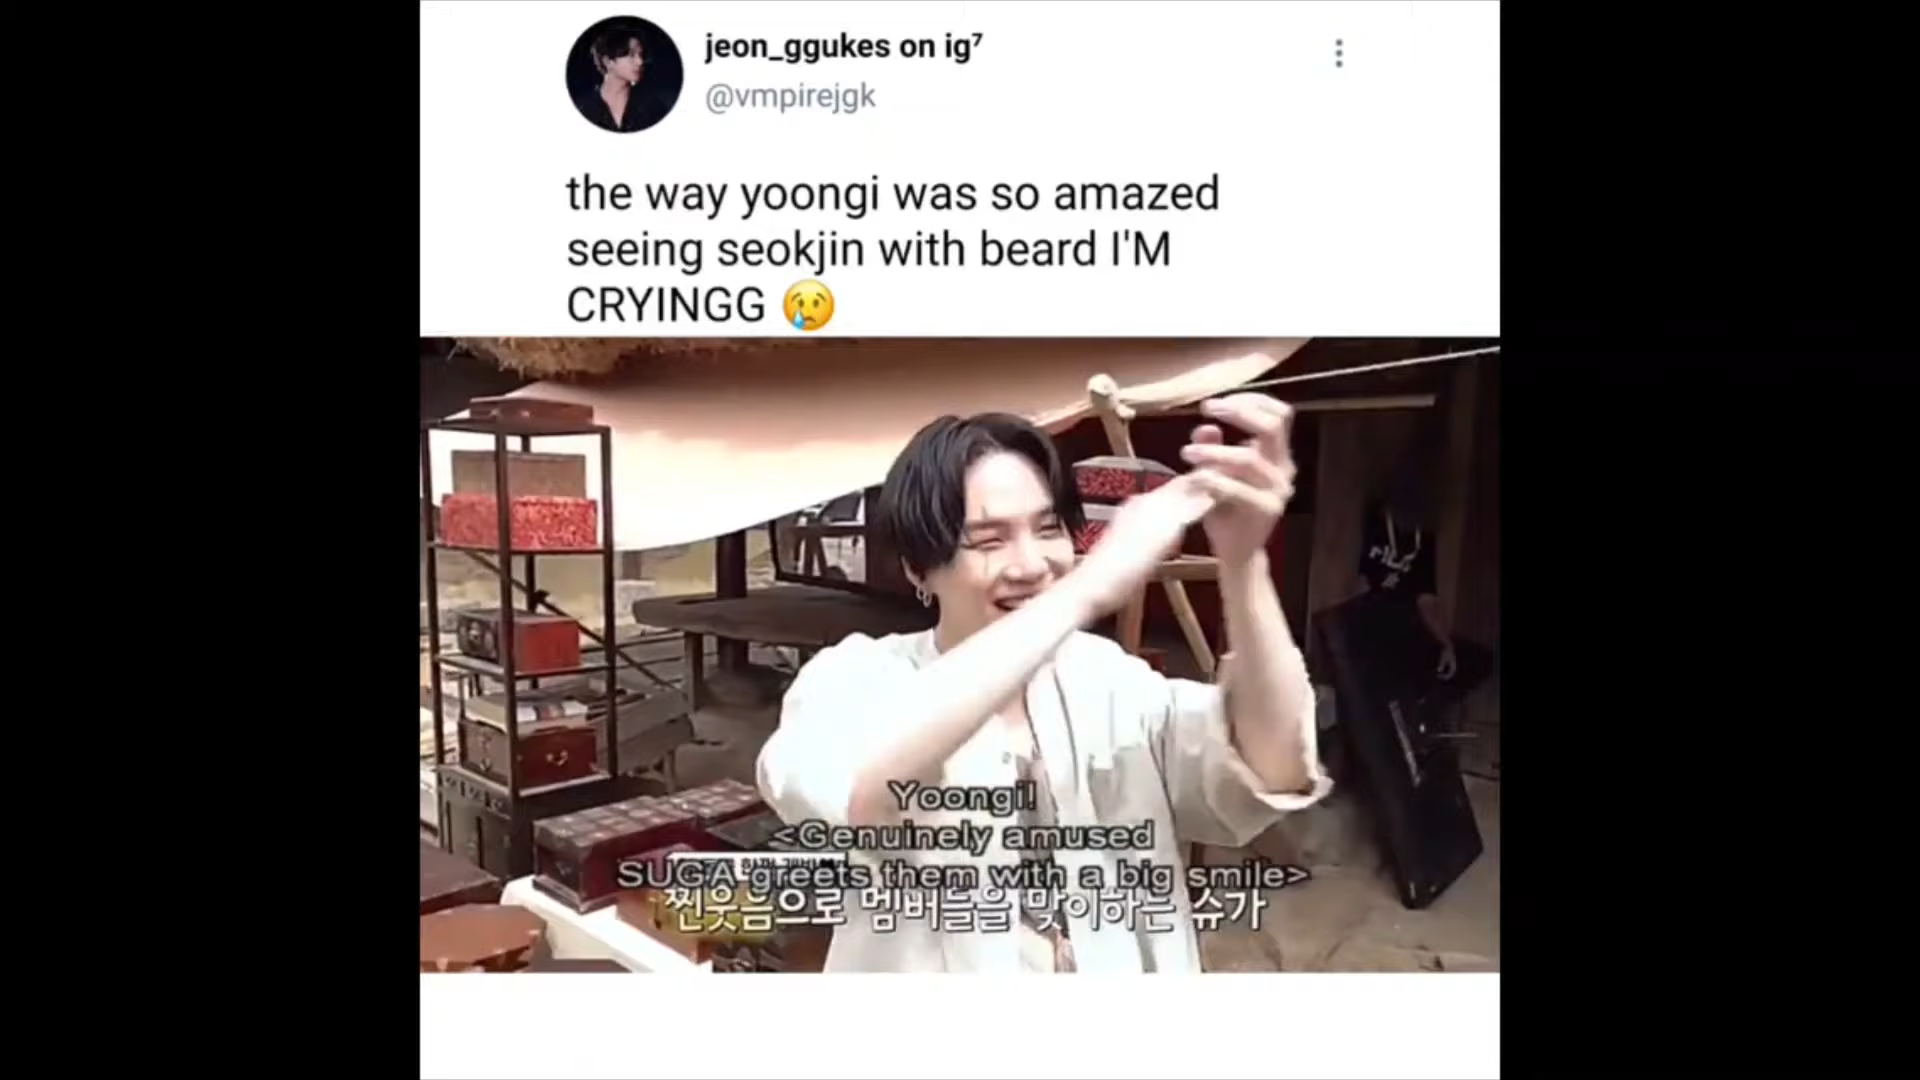 jeon_ggukes on ig⁷
@vmpirejgk
the way yoongi was so amazed
seeing seokjin with beard I'M
CRYINGG 😢
Yoongi!
<Genuinely amused
SUGA greets them with a big smile>
찐웃음으로 멤버들을 맞이하는 슈가